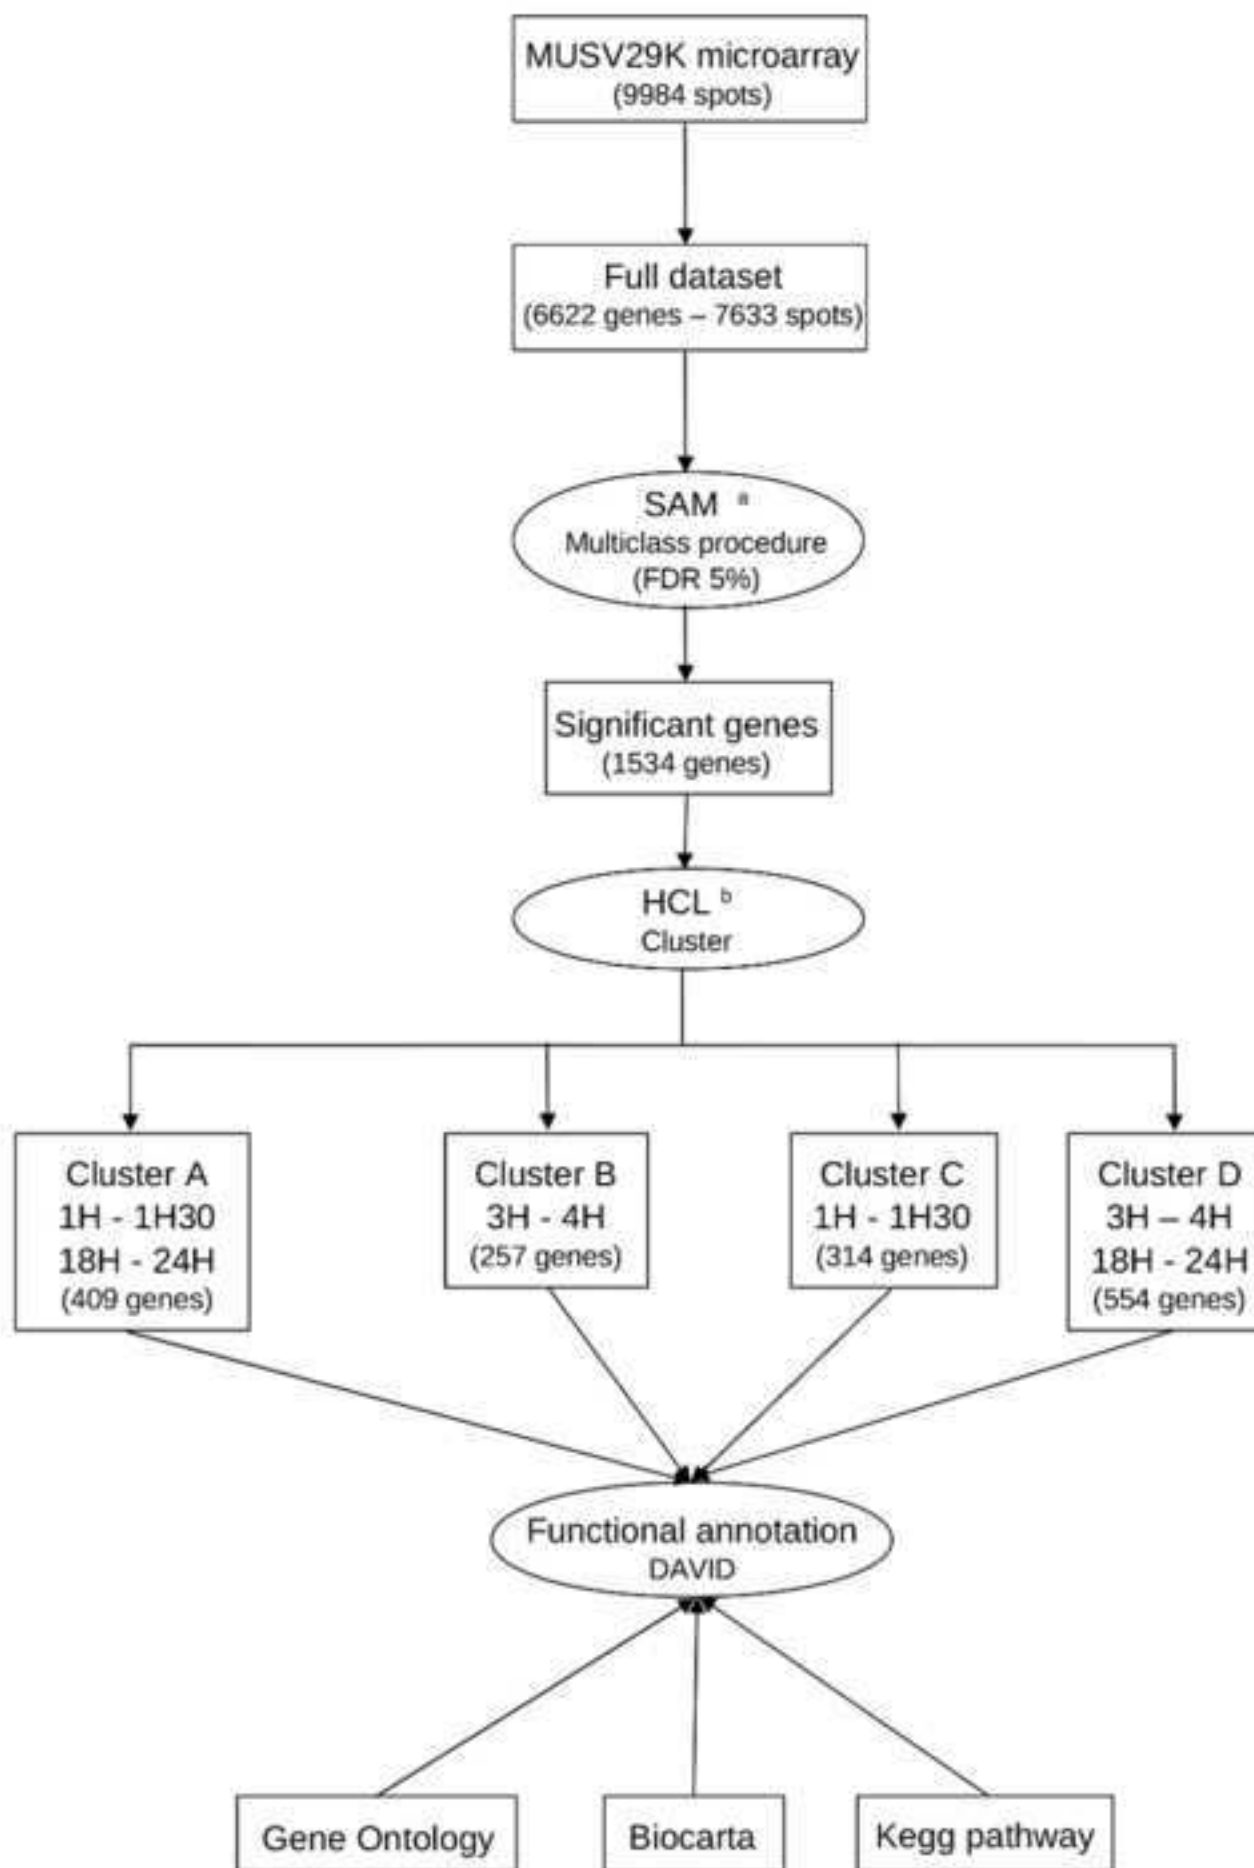 MUSV29K microarray
(9984 spots)
Full dataset
(6622 genes – 7633 spots)
SAM a
Multiclass procedure
(FDR 5%)
Significant genes
(1534 genes)
HCL b
Cluster
Cluster A
1H - 1H30
18H - 24H
(409 genes)
Cluster B
3H - 4H
(257 genes)
Cluster C
1H - 1H30
(314 genes)
Cluster D
3H – 4H
18H - 24H
(554 genes)
Functional annotation
DAVID
Gene Ontology
Biocarta
Kegg pathway